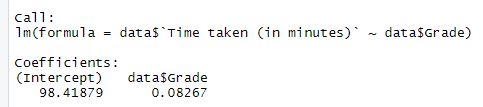 Call:
lm(formula = data$`Time taken (in minutes)` ~ data$Grade)
Coefficients:
(Intercept) data$Grade
98.41879 0.08267